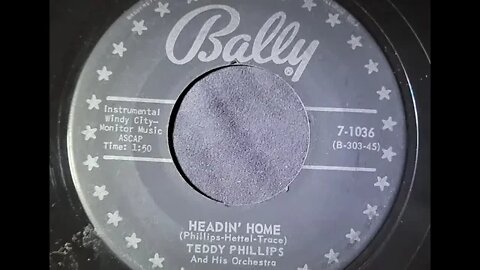 Bally®
Instrumental
Windy City-
Monitor Music
ASCAP
Time: 1:50
7-1036
(B-303-45)
HEADIN' HOME
(Phillips-Hettel-Trace)
TEDDY PHILLIPS
And His Orchestra